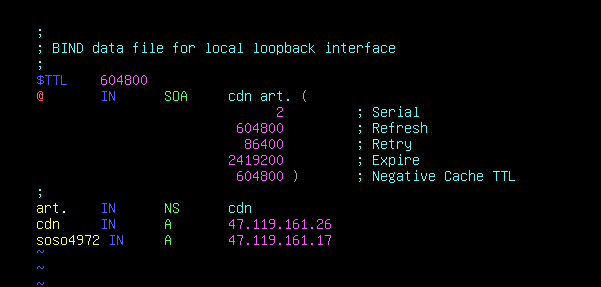 ;
; BIND data file for local loopback interface
;
$TTL 604800
@ IN SOA cdn art. (
2 ; Serial
604800 ; Refresh
86400 ; Retry
2419200 ; Expire
604800 ) ; Negative Cache TTL
;
art. IN NS cdn
cdn IN A 47.119.161.26
soso4972 IN A 47.119.161.17
~
~
~